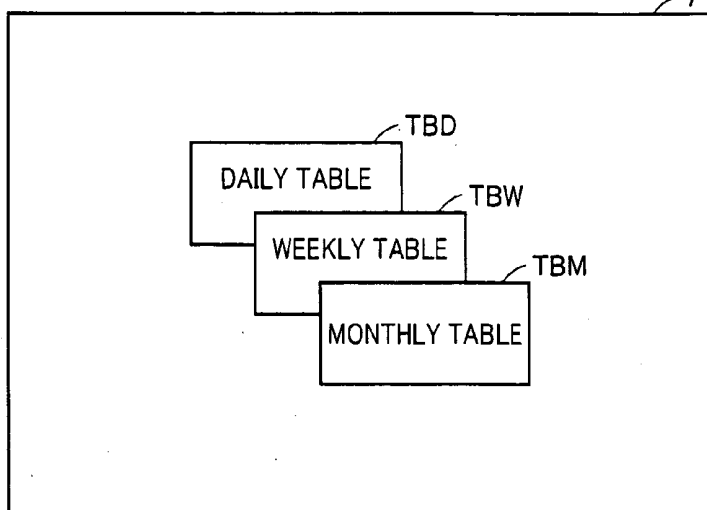 TBD
DAILY TABLE
TBW
WEEKLY TABLE
TBM
MONTHLY TABLE